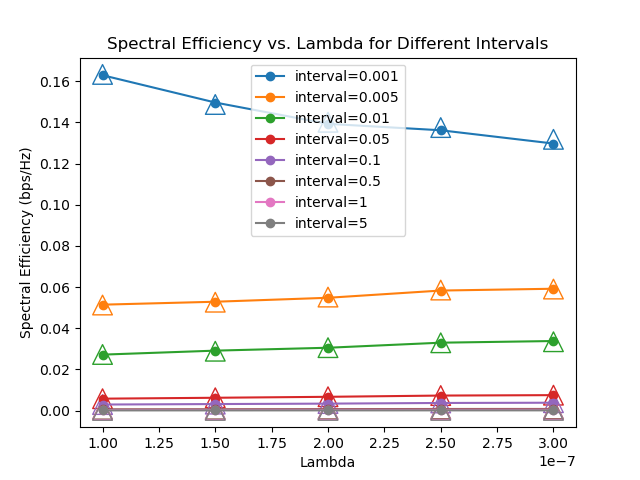 Spectral Efficiency vs. Lambda for Different Intervals
Spectral Efficiency (bps/Hz)
0.16
0.14
0.12
0.10
0.08
0.06
0.04
0.02
0.00
interval=0.001
interval=0.005
interval=0.01
interval=0.05
interval=0.1
interval=0.5
interval=1
interval=5
1.00
1.25
1.50
1.75
2.00
2.25
2.50
2.75
3.00
1e−7
Lambda